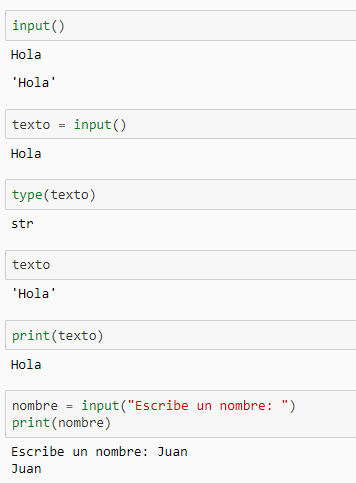 input()
Hola
'Hola'
texto = input()
Hola
type(texto)
str
texto
'Hola'
print(texto)
Hola
nombre = input("Escribe un nombre: ")
print(nombre)
Escribe un nombre: Juan
Juan